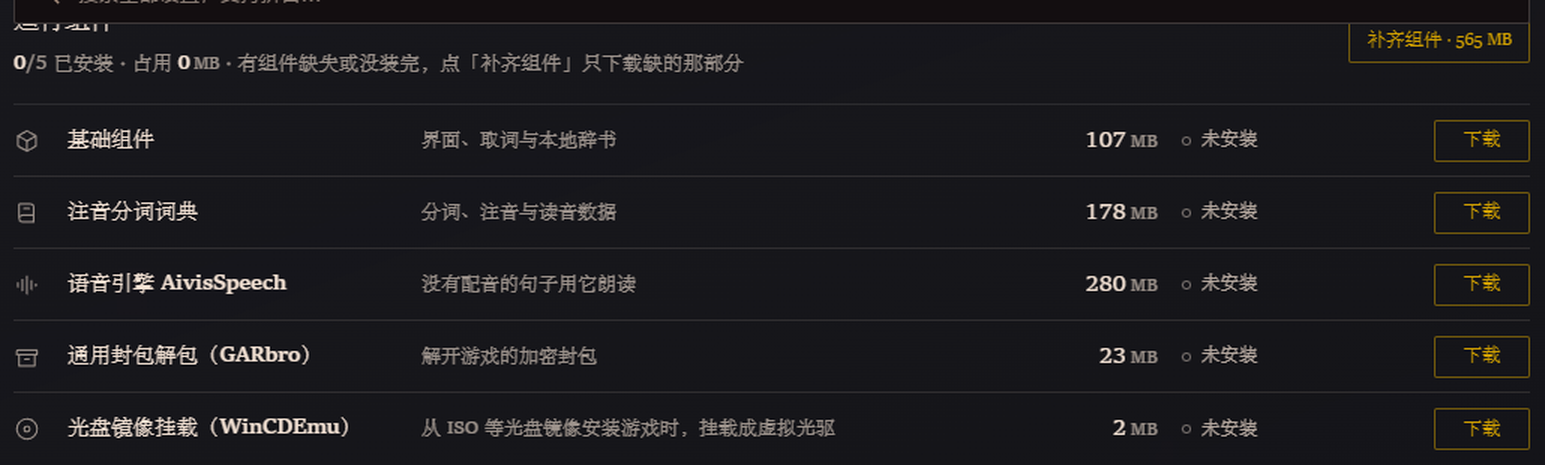 补齐组件 · 565 MB
0/5 已安装 · 占用 0 MB · 有组件缺失或没装完，点「补齐组件」只下载缺的那部分
基础组件 界面、取词与本地辞书 107 MB 未安装 下载
注音分词词典 分词、注音与读音数据 178 MB 未安装 下载
语音引擎 AivisSpeech 没有配音的句子用它朗读 280 MB 未安装 下载
通用封包解包（GARbro） 解开游戏的加密封包 23 MB 未安装 下载
光盘镜像挂载（WinCDEmu） 从 ISO 等光盘镜像安装游戏时，挂载成虚拟光驱 2 MB 未安装 下载